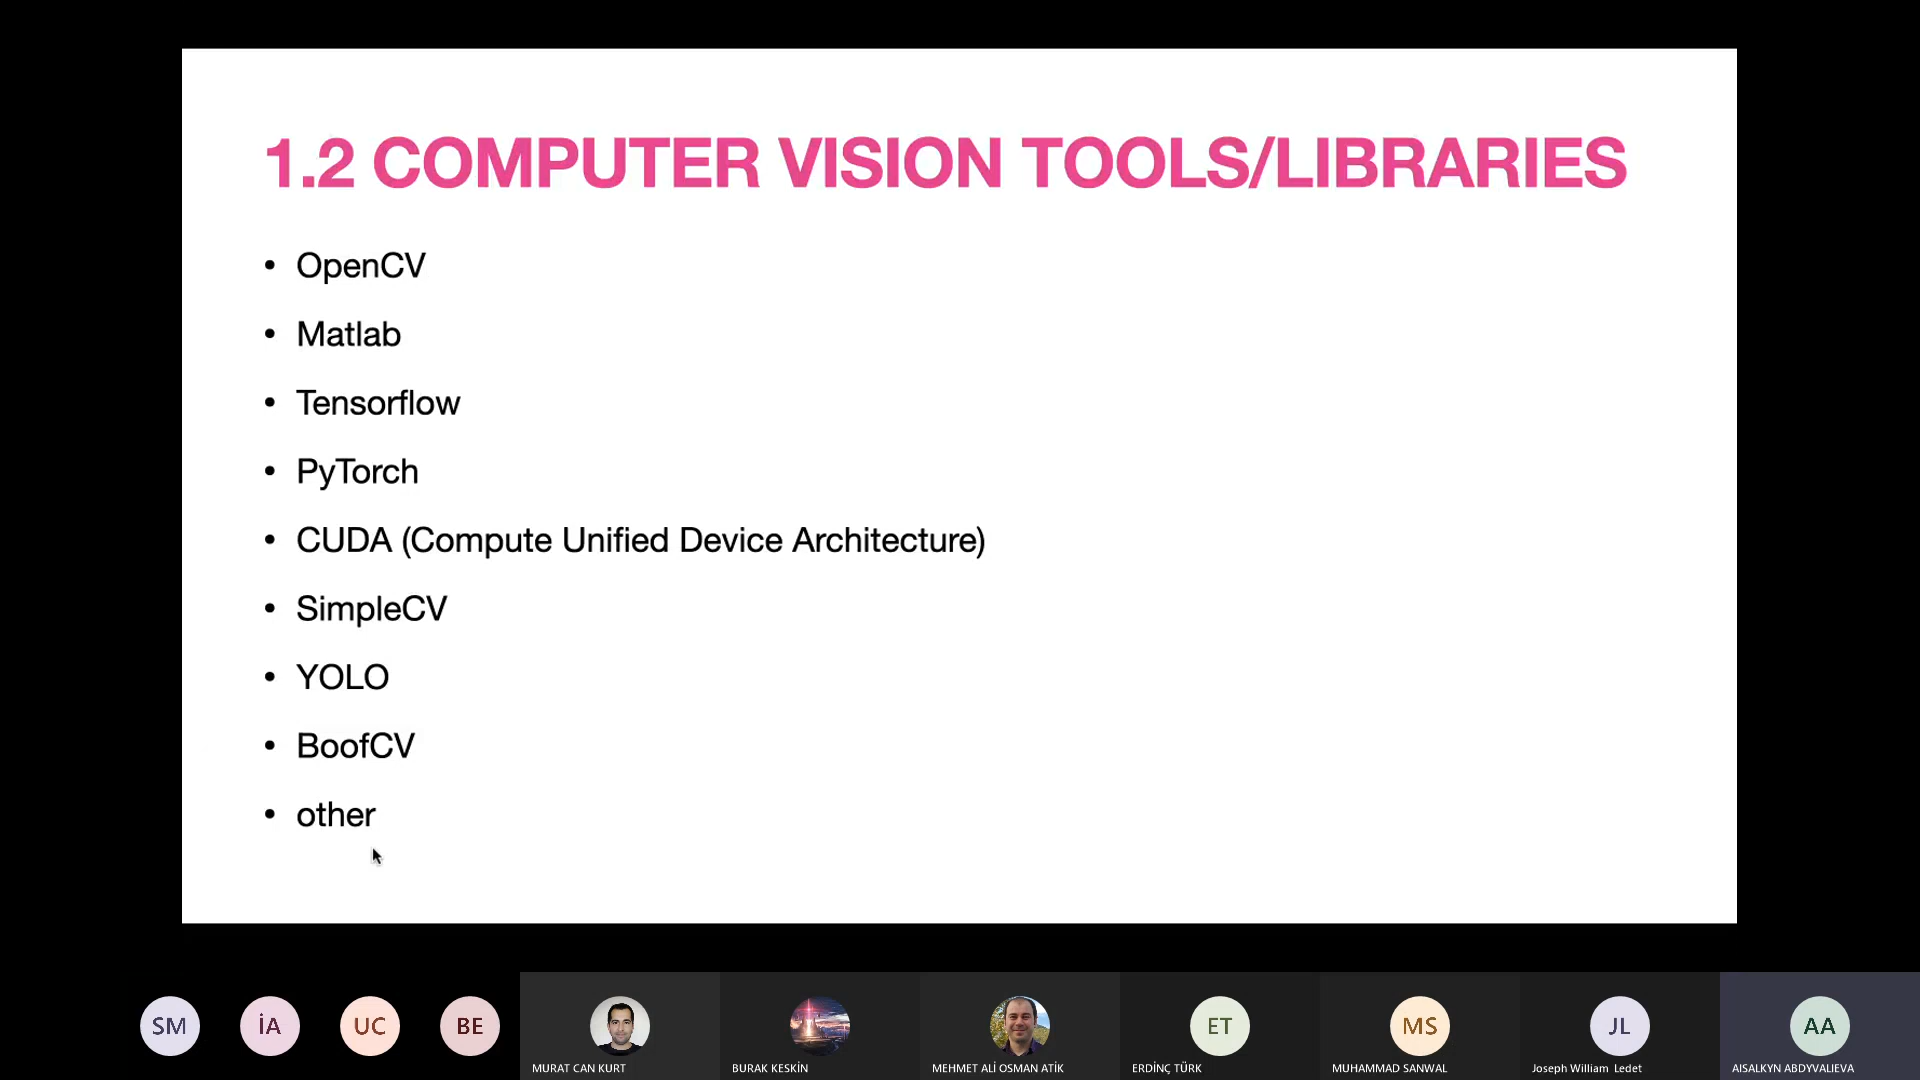 1.2 COMPUTER VISION TOOLS/LIBRARIES
• OpenCV
• Matlab
• Tensorflow
• PyTorch
• CUDA (Compute Unified Device Architecture)
• SimpleCV
• YOLO
• BoofCV
• other
SM
İA
UC
BE
MURAT CAN KURT
BURAK KESKİN
MEHMET ALİ OSMAN ATİK
ET
ERDİNÇ TÜRK
MS
MUHAMMAD SANWAL
JL
Joseph William Ledet
AA
AISALKYN ABDYVALIEVA